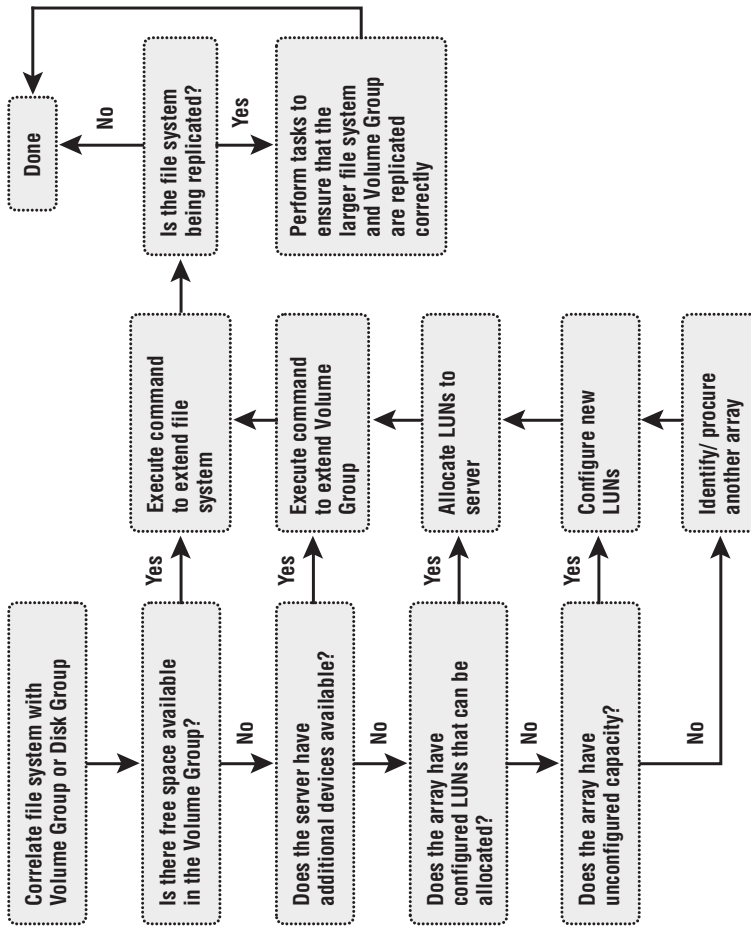 Correlate file system with
Volume Group or Disk Group
Is there free space available
in the Volume Group?
Yes
Execute command
to extend file
system
No
Does the server have
additional devices available?
Yes
Execute command
to extend Volume
Group
No
Does the array have
configured LUNs that can be
allocated?
Yes
Allocate LUNs to
server
No
Does the array have
unconfigured capacity?
Yes
Configure new
LUNs
No
Identify/ procure
another array
Is the file system
being replicated?
No
Done
Yes
Perform tasks to
ensure that the
larger file system
and Volume Group
are replicated
correctly